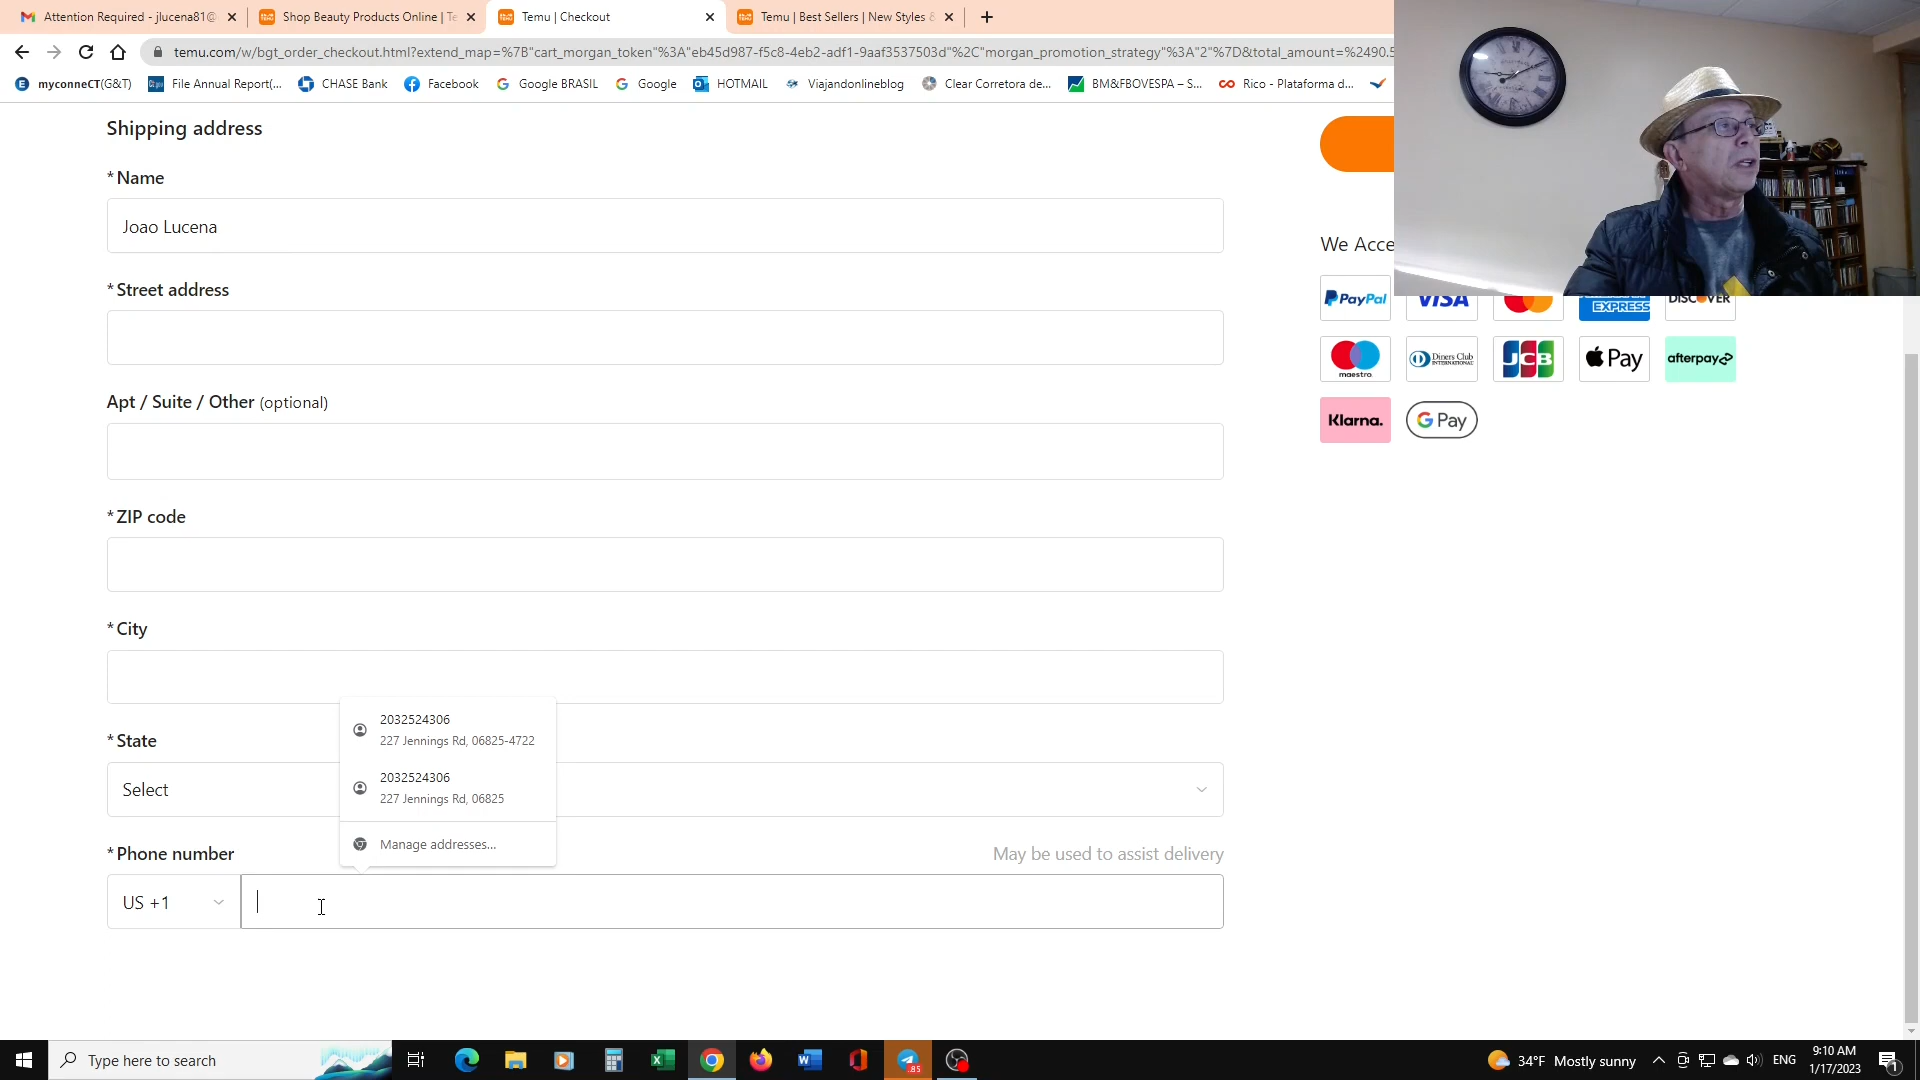 Attention Required - jlucena81@
Shop Beauty Products Online | Te
Temu | Checkout
Temu | Best Sellers | New Styles &
temu.com/w/bgt_order_checkout.html?extend_map=%7B"cart_morgan_token"%3A"eb45d987-f5c8-4eb2-adf1-9aaf3537503d"%2C"morgan_promotion_strategy"%3A"2"%7D&total_amount=%2490.5
myconneCT(G&T)
File Annual Report(...
CHASE Bank
Facebook
Google BRASIL
Google
HOTMAIL
Viajandonlineblog
Clear Corretora de...
BM&FBOVESPA – S...
Rico - Plataforma d...
Shipping address
*Name
Joao Lucena
*Street address
Apt / Suite / Other (optional)
*ZIP code
*City
*State
Select
2032524306
227 Jennings Rd, 06825-4722
2032524306
227 Jennings Rd, 06825
Manage addresses...
*Phone number
May be used to assist delivery
US +1
We Acce
PayPal
VISA
AMERICAN EXPRESS
DISCOVER
maestro
Diners Club
INTERNATIONAL
JCB
Pay
afterpay
Klarna.
G Pay
Type here to search
85
34°F Mostly sunny
ENG
9:10 AM
1/17/2023
1